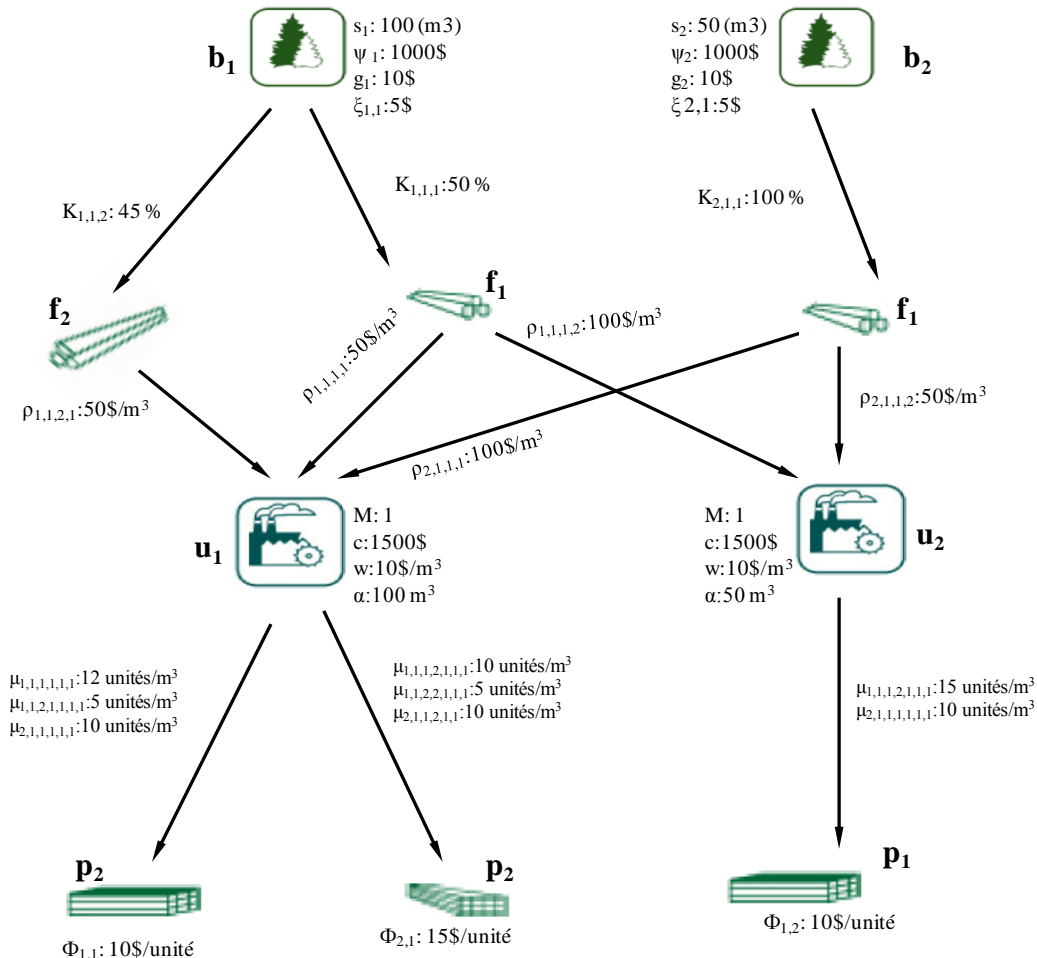 b₁
s₁: 100 (m3)
ψ ₁: 1000$
g₁: 10$
ξ₁,₁:5$
s₂: 50 (m3)
ψ₂: 1000$
g₂: 10$
ξ 2,1:5$
b₂
K₁,₁,₂: 45 %
K₁,₁,₁:50 %
K₂,₁,₁:100 %
f₂
f₁
f₁
ρ₁,₁,₂,₁:50$/m³
ρ₁,₁,₁,₁:50$/m³
ρ₁,₁,₁,₂:100$/m³
ρ₂,₁,₁,₁:100$/m³
ρ₂,₁,₁,₂:50$/m³
u₁
M: 1
c:1500$
w:10$/m³
α:100 m³
M: 1
c:1500$
w:10$/m³
α:50 m³
u₂
μ₁,₁,₁,₁,₁,₁:12 unités/m³
μ₁,₁,₂,₁,₁,₁,₁:5 unités/m³
μ₂,₁,₁,₁,₁,₁:10 unités/m³
μ₁,₁,₁,₂,₁,₁,₁:10 unités/m³
μ₁,₁,₂,₂,₁,₁,₁:5 unités/m³
μ₂,₁,₁,₂,₁,₁:10 unités/m³
μ₁,₁,₁,₂,₁,₁,₁:15 unités/m³
μ₂,₁,₁,₁,₁,₁,₁:10 unités/m³
p₂
p₂
p₁
Φ₁,₁: 10$/unité
Φ₂,₁: 15$/unité
Φ₁,₂: 10$/unité